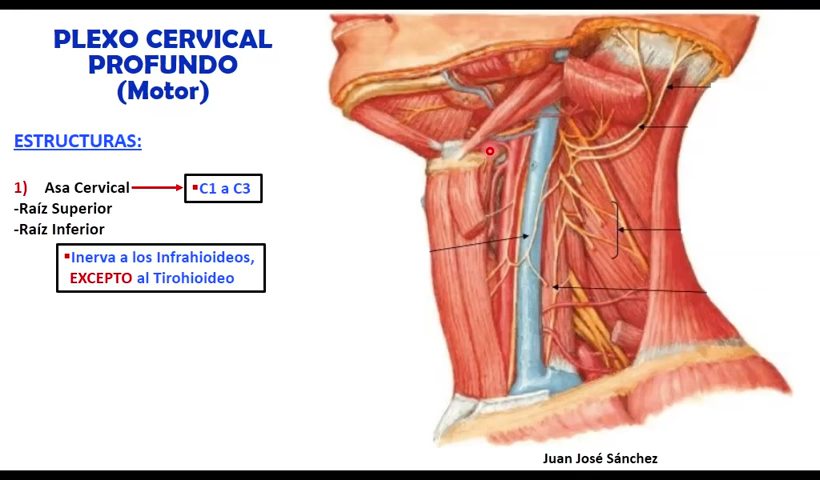 PLEXO CERVICAL
PROFUNDO
(Motor)
ESTRUCTURAS:
1) Asa Cervical
▪C1 a C3
-Raíz Superior
-Raíz Inferior
▪Inerva a los Infrahioideos,
EXCEPTO al Tirohioideo
Juan José Sánchez